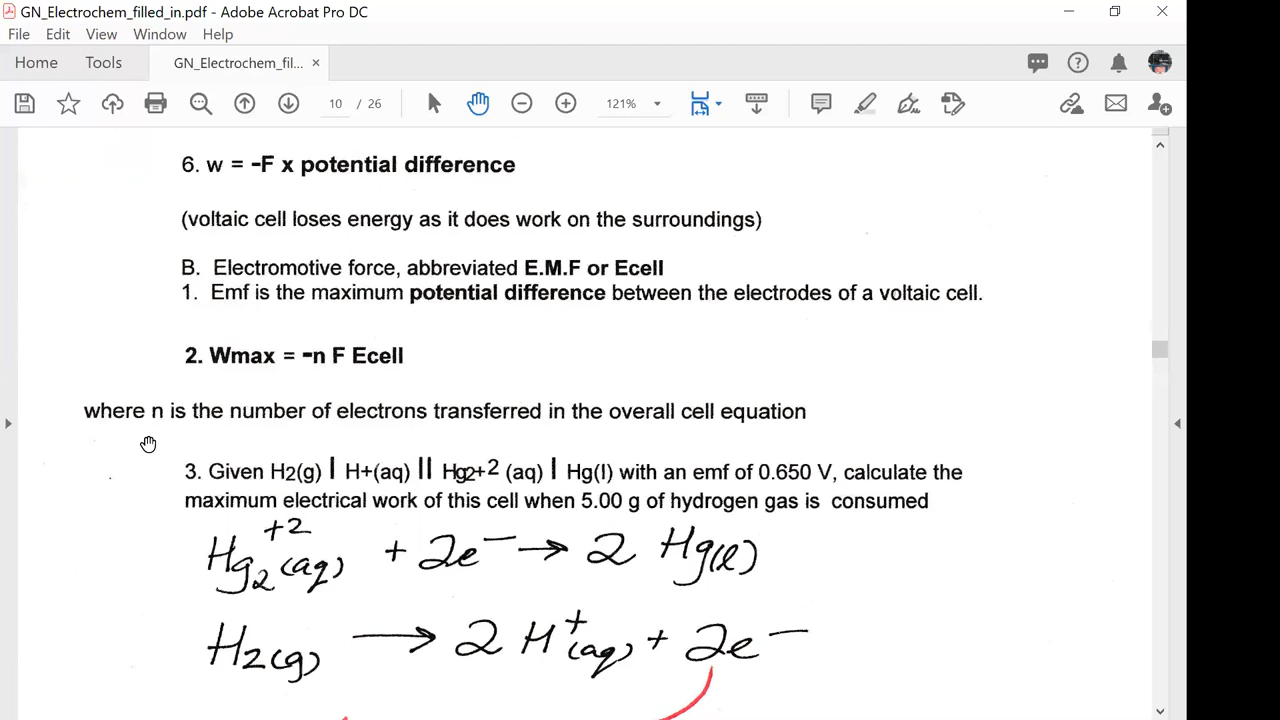 GN_Electrochem_filled_in.pdf - Adobe Acrobat Pro DC
File Edit View Window Help
Home Tools GN_Electrochem_fil... ×
10 / 26 121%
6. w = -F x potential difference
(voltaic cell loses energy as it does work on the surroundings)
B. Electromotive force, abbreviated E.M.F or Ecell
1. Emf is the maximum potential difference between the electrodes of a voltaic cell.
2. Wmax = -n F Ecell
where n is the number of electrons transferred in the overall cell equation
3. Given H2(g) | H+(aq) || Hg2+2 (aq) | Hg(l) with an emf of 0.650 V, calculate the
maximum electrical work of this cell when 5.00 g of hydrogen gas is consumed
Hg2+2(aq) + 2e− → 2 Hg(l)
H2(g) → 2 H+(aq) + 2e−